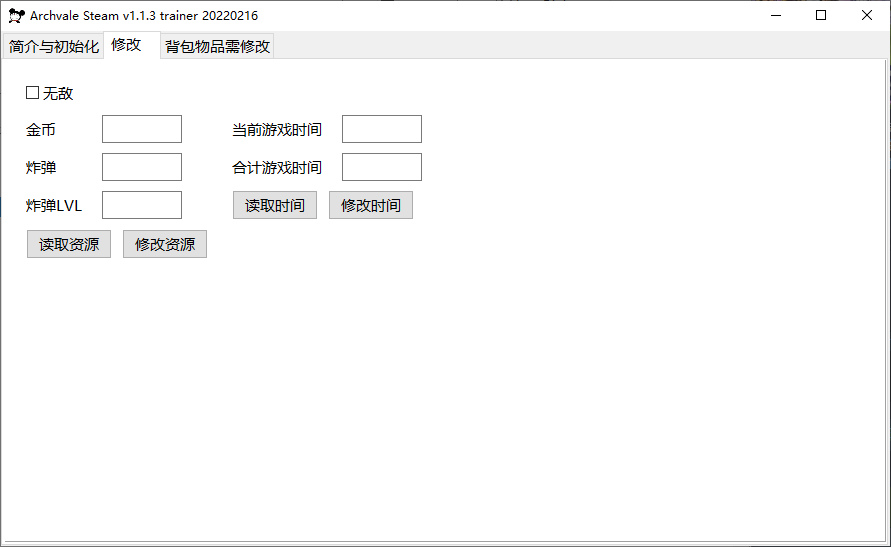 Archvale Steam v1.1.3 trainer 20220216
简介与初始化 修改 背包物品需修改
无敌
金币 当前游戏时间
炸弹 合计游戏时间
炸弹LVL 读取时间 修改时间
读取资源 修改资源